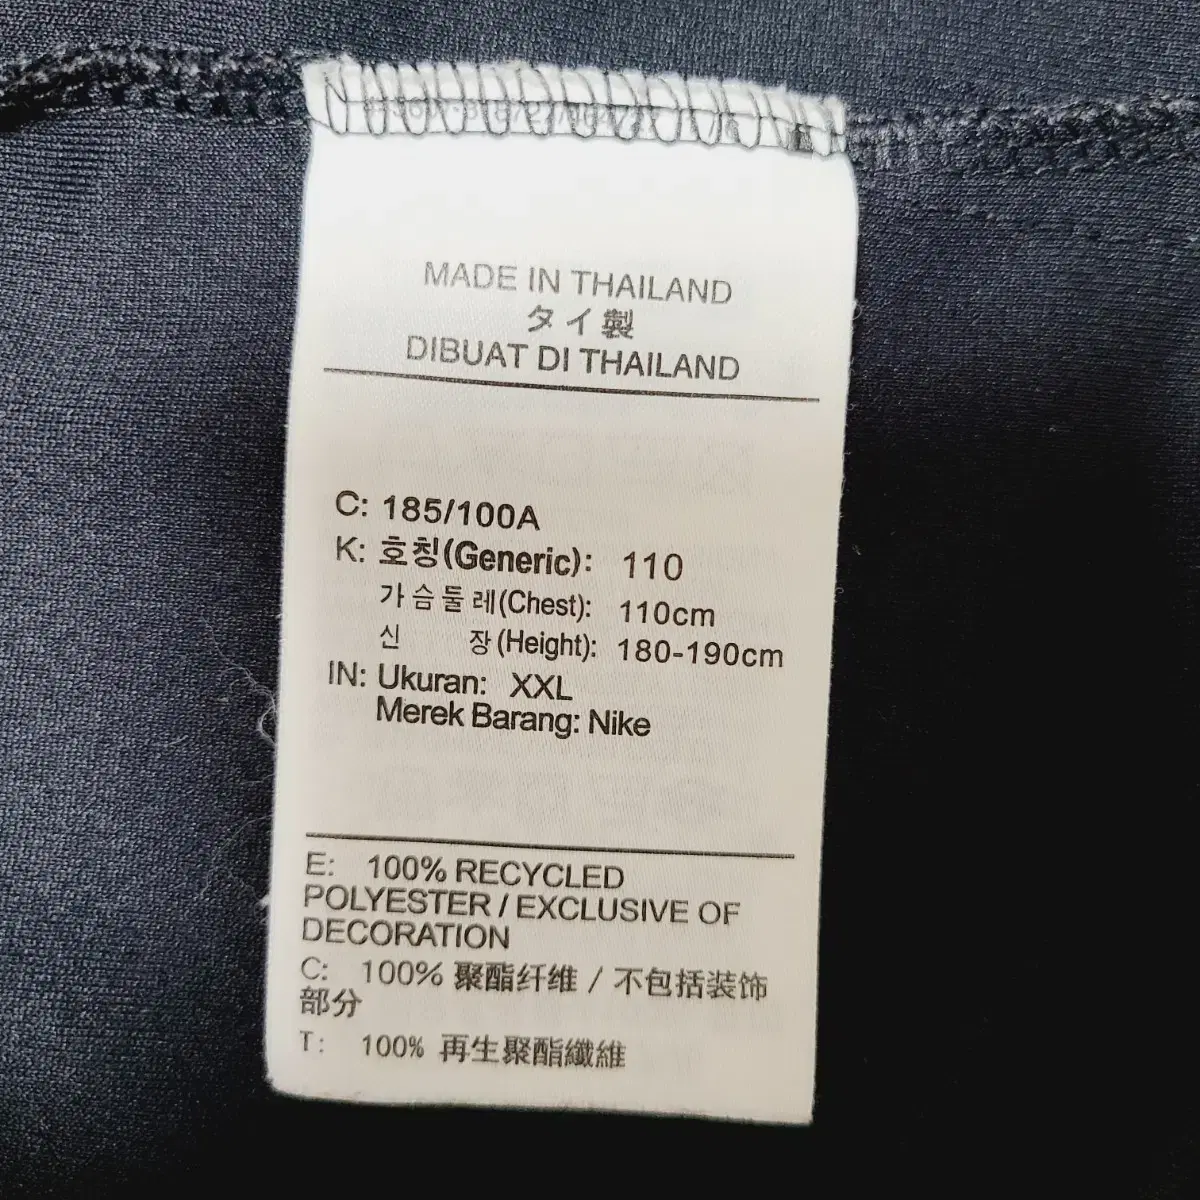 MADE IN THAILAND
タイ製
DIBUAT DI THAILAND
C: 185/100A
K: 호칭(Generic): 110
가슴둘레(Chest): 110cm
신 장(Height): 180-190cm
IN: Ukuran: XXL
Merek Barang: Nike
E: 100% RECYCLED
POLYESTER / EXCLUSIVE OF
DECORATION
C: 100% 聚酯纤维 / 不包括装饰
部分
T: 100% 再生聚酯纖維